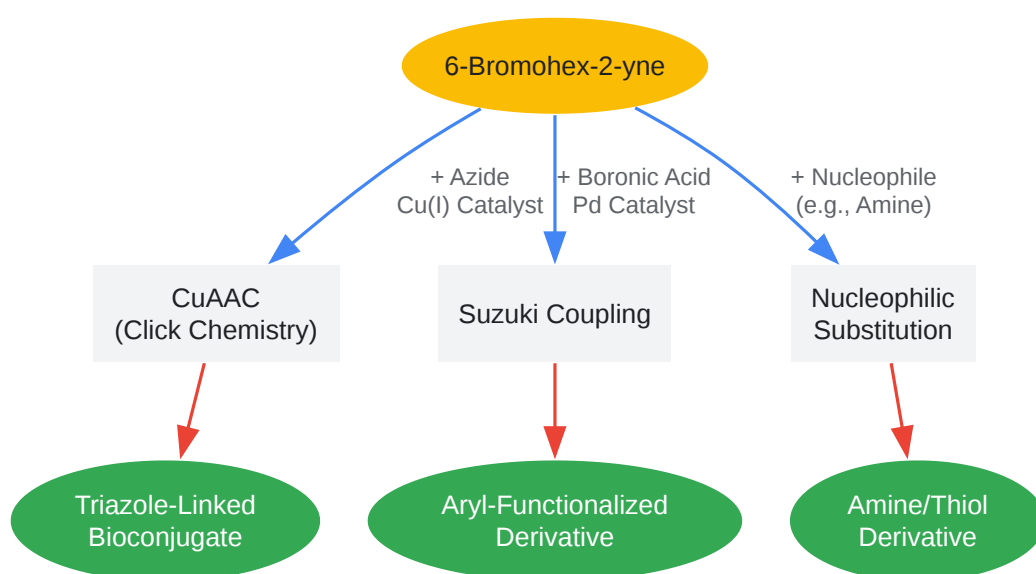 6-Bromohex-2-yne
+ Azide
Cu(I) Catalyst
+ Boronic Acid
Pd Catalyst
+ Nucleophile
(e.g., Amine)
CuAAC
(Click Chemistry)
Suzuki Coupling
Nucleophilic
Substitution
Triazole-Linked
Bioconjugate
Aryl-Functionalized
Derivative
Amine/Thiol
Derivative